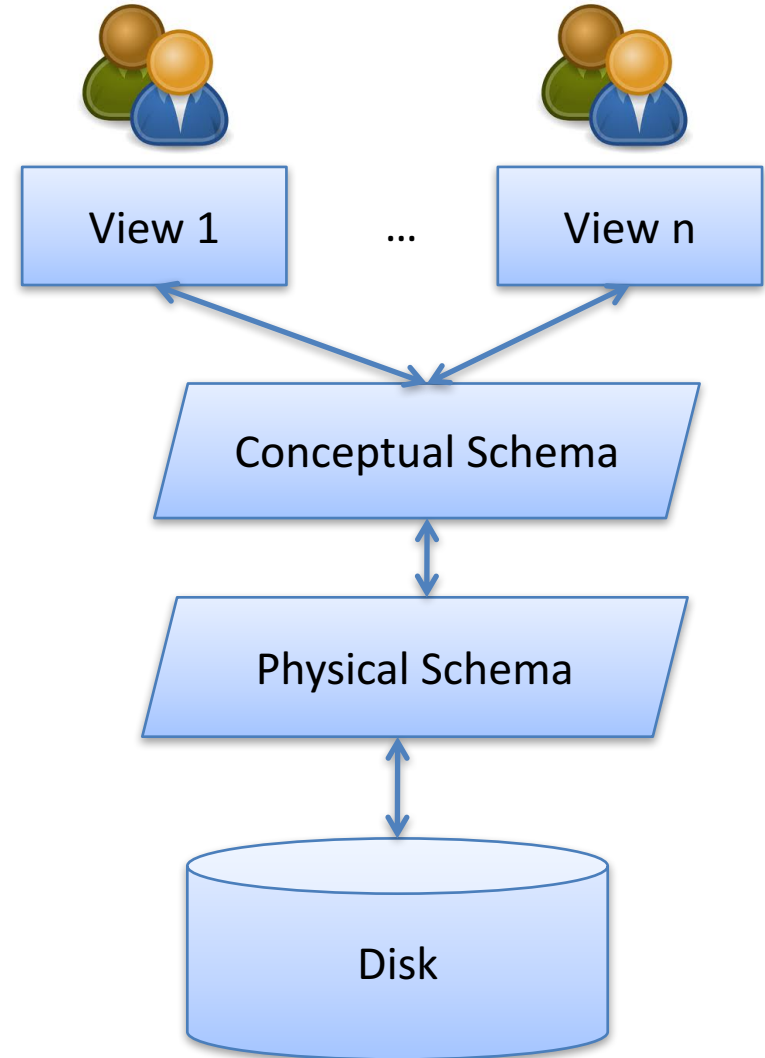 View 1
...
View n
Conceptual Schema
Physical Schema
Disk